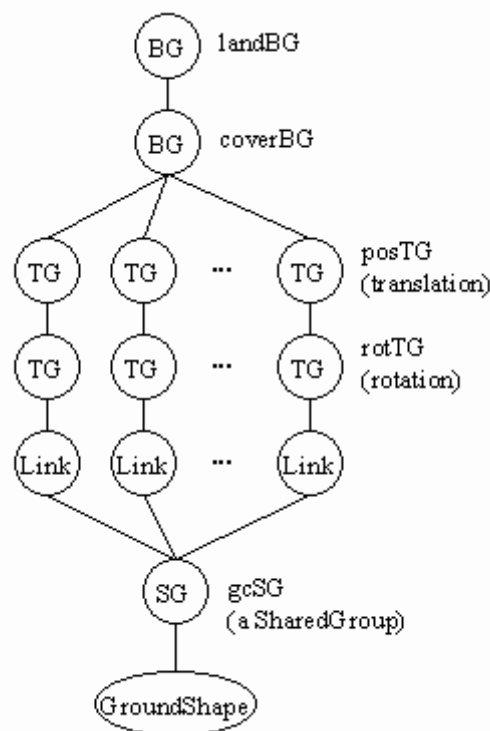 BG landBG
BG coverBG
TG TG ... TG posTG
(translation)
TG TG ... TG rotTG
(rotation)
Link Link ... Link
SG gcSG
(a SharedGroup)
GroundShape